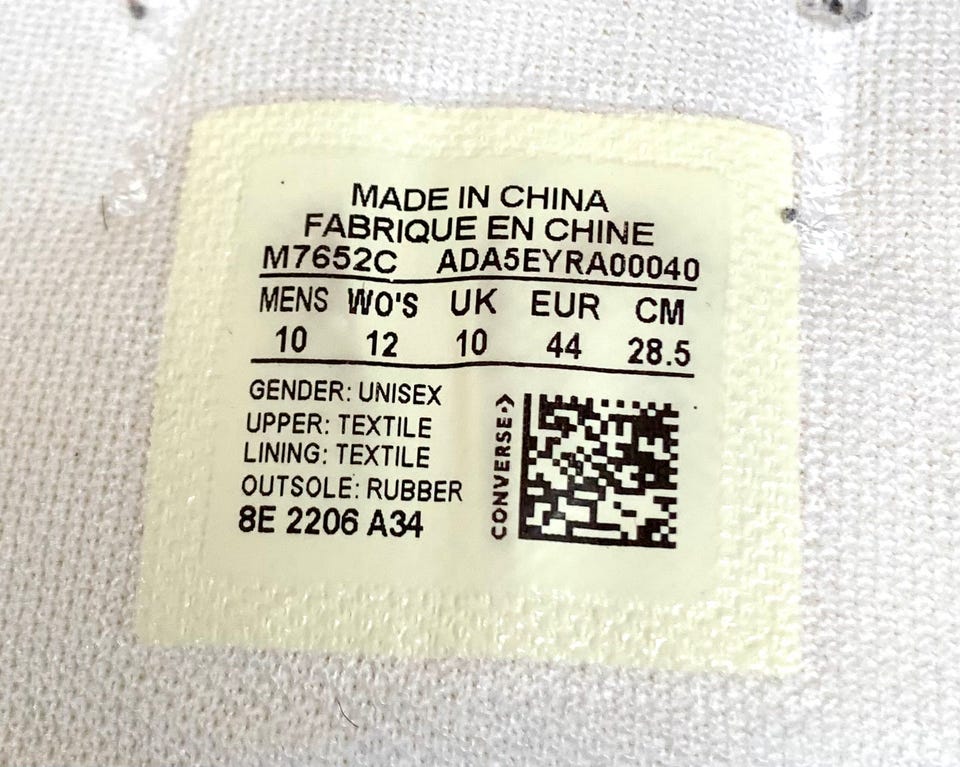 MADE IN CHINA
FABRIQUE EN CHINE
M7652C ADA5EYRA00040
MENS WO'S UK EUR CM
10 12 10 44 28.5
GENDER: UNISEX
UPPER: TEXTILE
LINING: TEXTILE
OUTSOLE: RUBBER
8E 2206 A34
CONVERSE